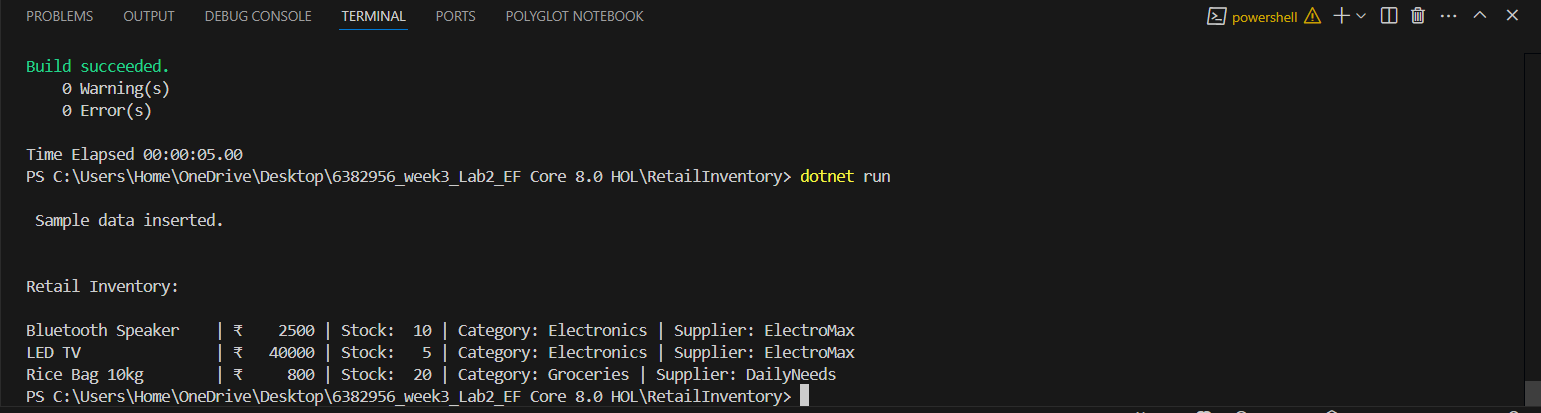 PROBLEMS OUTPUT DEBUG CONSOLE TERMINAL PORTS POLYGLOT NOTEBOOK powershell
Build succeeded.
    0 Warning(s)
    0 Error(s)
Time Elapsed 00:00:05.00
PS C:\Users\Home\OneDrive\Desktop\6382956_week3_Lab2_EF Core 8.0 HOL\RetailInventory> dotnet run
 Sample data inserted.
Retail Inventory:
Bluetooth Speaker    | ₹    2500 | Stock:  10 | Category: Electronics | Supplier: ElectroMax
LED TV               | ₹   40000 | Stock:   5 | Category: Electronics | Supplier: ElectroMax
Rice Bag 10kg        | ₹     800 | Stock:  20 | Category: Groceries | Supplier: DailyNeeds
PS C:\Users\Home\OneDrive\Desktop\6382956_week3_Lab2_EF Core 8.0 HOL\RetailInventory>